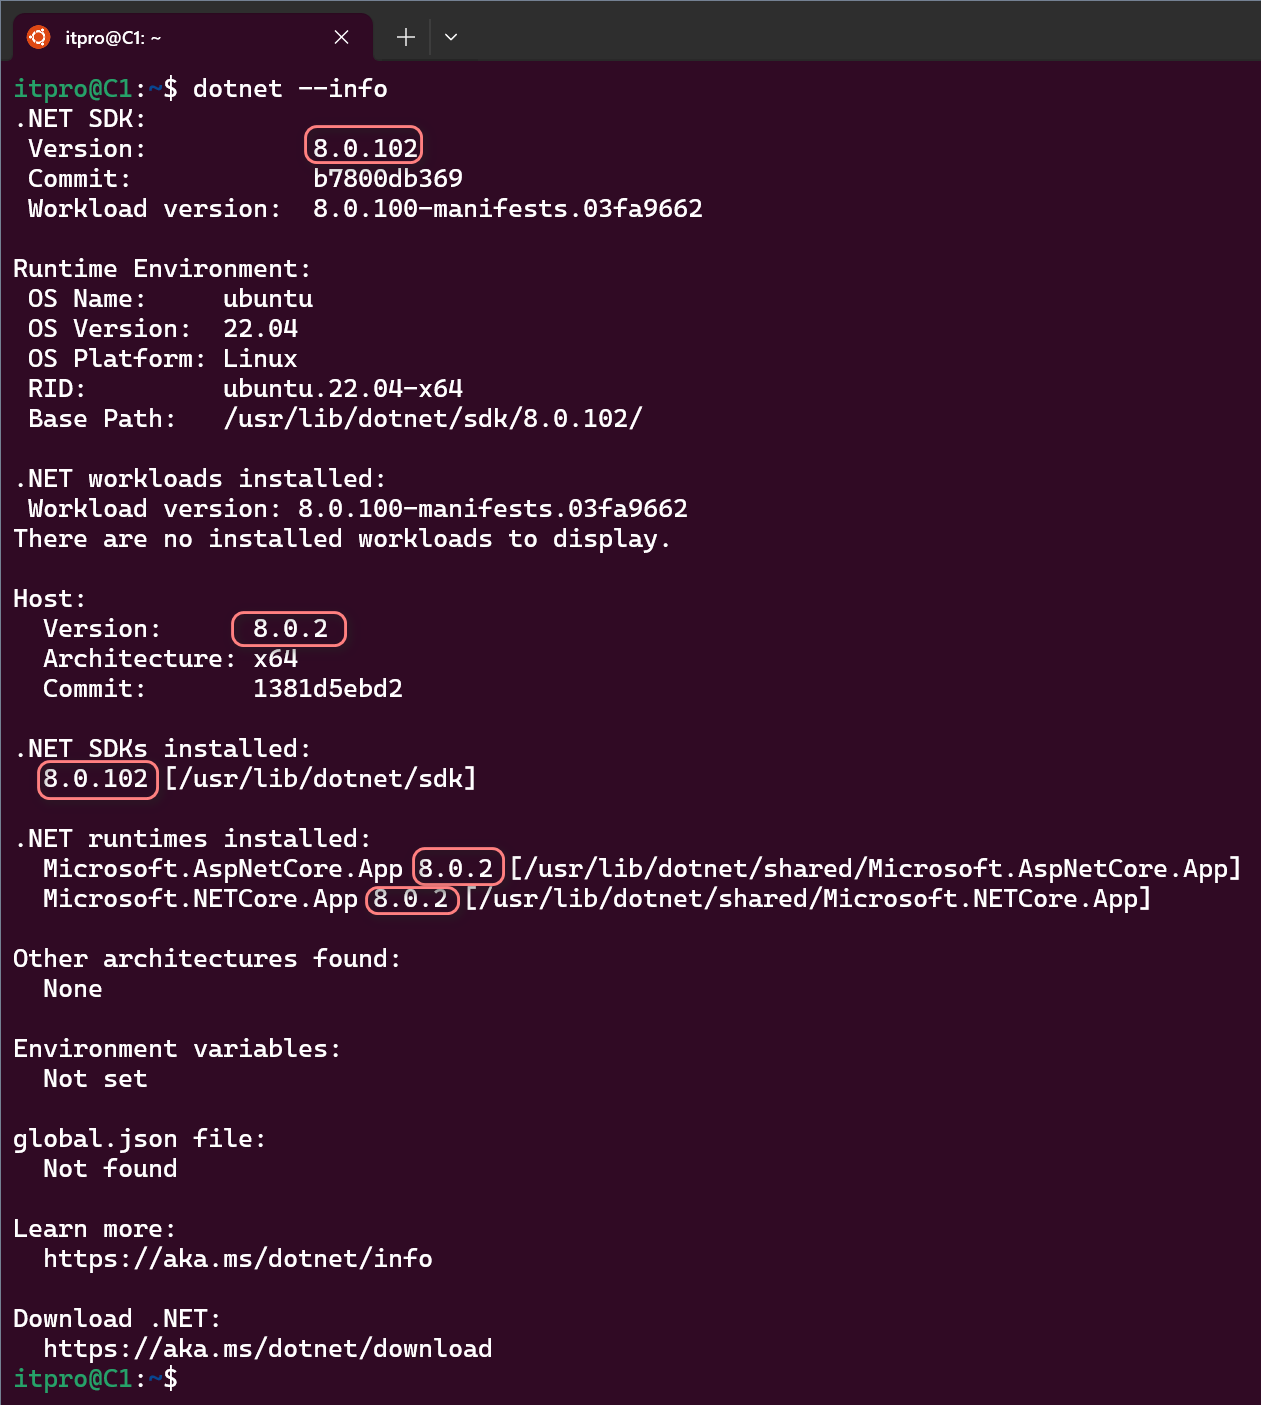 itpro@C1: ~
itpro@C1:~$ dotnet --info
.NET SDK:
 Version:           8.0.102
 Commit:            b7800db369
 Workload version:  8.0.100-manifests.03fa9662

Runtime Environment:
 OS Name:     ubuntu
 OS Version:  22.04
 OS Platform: Linux
 RID:         ubuntu.22.04-x64
 Base Path:   /usr/lib/dotnet/sdk/8.0.102/

.NET workloads installed:
 Workload version: 8.0.100-manifests.03fa9662
There are no installed workloads to display.

Host:
  Version:      8.0.2
  Architecture: x64
  Commit:       1381d5ebd2

.NET SDKs installed:
  8.0.102 [/usr/lib/dotnet/sdk]

.NET runtimes installed:
  Microsoft.AspNetCore.App 8.0.2 [/usr/lib/dotnet/shared/Microsoft.AspNetCore.App]
  Microsoft.NETCore.App 8.0.2 [/usr/lib/dotnet/shared/Microsoft.NETCore.App]

Other architectures found:
  None

Environment variables:
  Not set

global.json file:
  Not found

Learn more:
  https://aka.ms/dotnet/info

Download .NET:
  https://aka.ms/dotnet/download
itpro@C1:~$